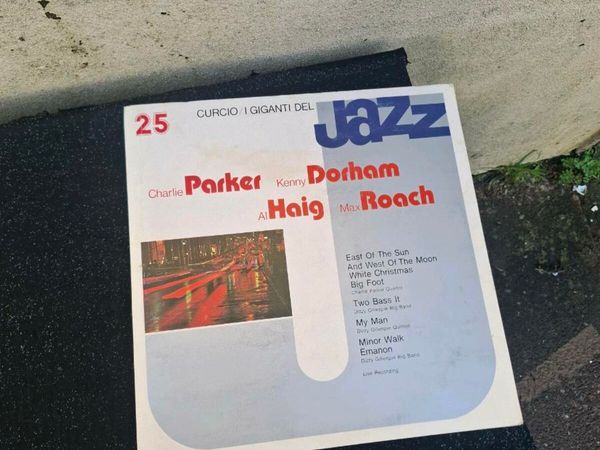 25
CURCIO / I GIGANTI DEL
JAZZ
Charlie Parker Kenny Dorham
Al Haig Max Roach
East Of The Sun
And West Of The Moon
White Christmas
Big Foot
Charlie Parker Quintet
Two Bass It
Dizzy Gillespie Big Band
My Man
Dizzy Gillespie Quintet
Minor Walk
Emanon
Dizzy Gillespie Big Band
Live Recording